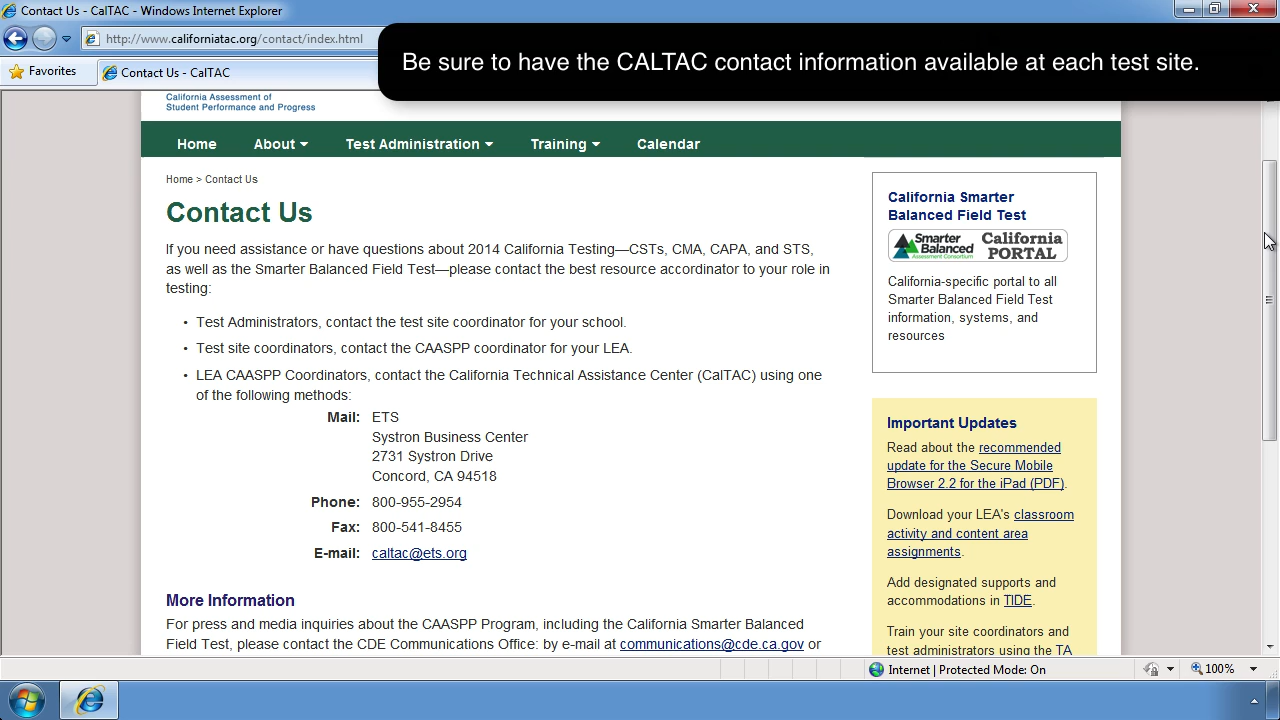 Contact Us - CalTAC - Windows Internet Explorer
http://www.californiatac.org/contact/index.html
Be sure to have the CALTAC contact information available at each test site.
Favorites
Contact Us - CalTAC
California Assessment of
Student Performance and Progress
Home About Test Administration Training Calendar
Home > Contact Us
Contact Us
If you need assistance or have questions about 2014 California Testing—CSTs, CMA, CAPA, and STS,
as well as the Smarter Balanced Field Test—please contact the best resource accordinator to your role in
testing:
• Test Administrators, contact the test site coordinator for your school.
• Test site coordinators, contact the CAASPP coordinator for your LEA.
• LEA CAASPP Coordinators, contact the California Technical Assistance Center (CalTAC) using one
of the following methods:
Mail: ETS
Systron Business Center
2731 Systron Drive
Concord, CA 94518
Phone: 800-955-2954
Fax: 800-541-8455
E-mail: caltac@ets.org
More Information
For press and media inquiries about the CAASPP Program, including the California Smarter Balanced
Field Test, please contact the CDE Communications Office: by e-mail at communications@cde.ca.gov or
California Smarter
Balanced Field Test
Smarter
Balanced
Assessment Consortium
California
PORTAL
California-specific portal to all
Smarter Balanced Field Test
information, systems, and
resources
Important Updates
Read about the recommended
update for the Secure Mobile
Browser 2.2 for the iPad (PDF).
Download your LEA's classroom
activity and content area
assignments.
Add designated supports and
accommodations in TIDE.
Train your site coordinators and
test administrators using the TA
Internet | Protected Mode: On
100%